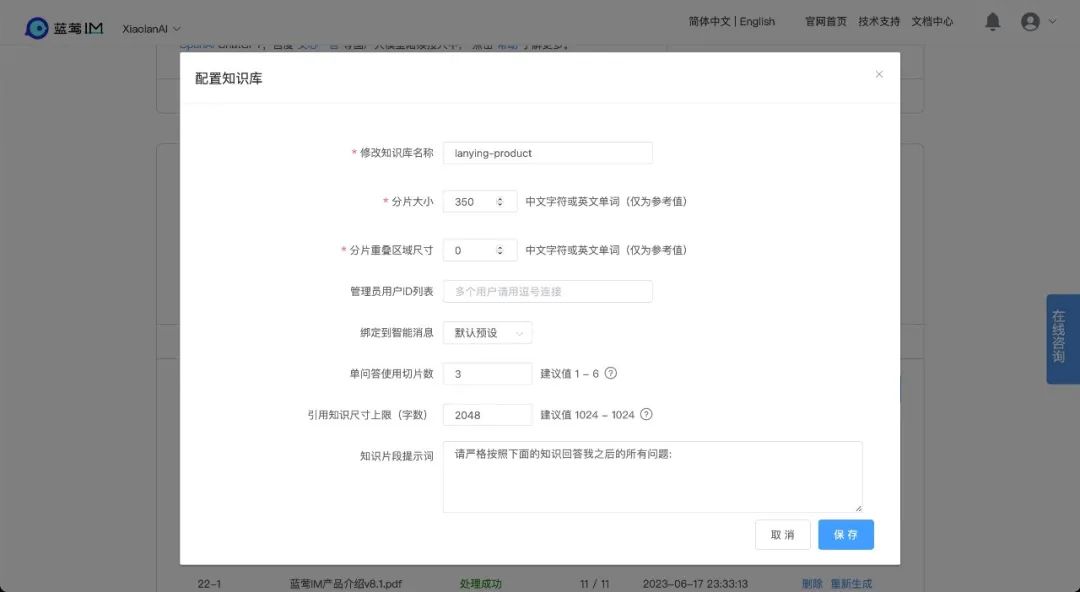 蓝莺IM XiaolanAI 简体中文 | English 官网首页 技术支持 文档中心
配置知识库
* 修改知识库名称 lanying-product
* 分片大小 350 中文字符或英文单词（仅为参考值）
* 分片重叠区域尺寸 0 中文字符或英文单词（仅为参考值）
管理员用户ID列表 多个用户请用逗号连接
绑定到智能消息 默认预设
单问答使用切片数 3 建议值 1 – 6 ?
引用知识尺寸上限（字数） 2048 建议值 1024 – 1024 ?
知识片段提示词 请严格按照下面的知识回答我之后的所有问题:
取消 保存
在线咨询
22-1 蓝莺IM产品介绍v8.1.pdf 处理成功 11 / 11 2023-06-17 23:33:13 删除 重新生成